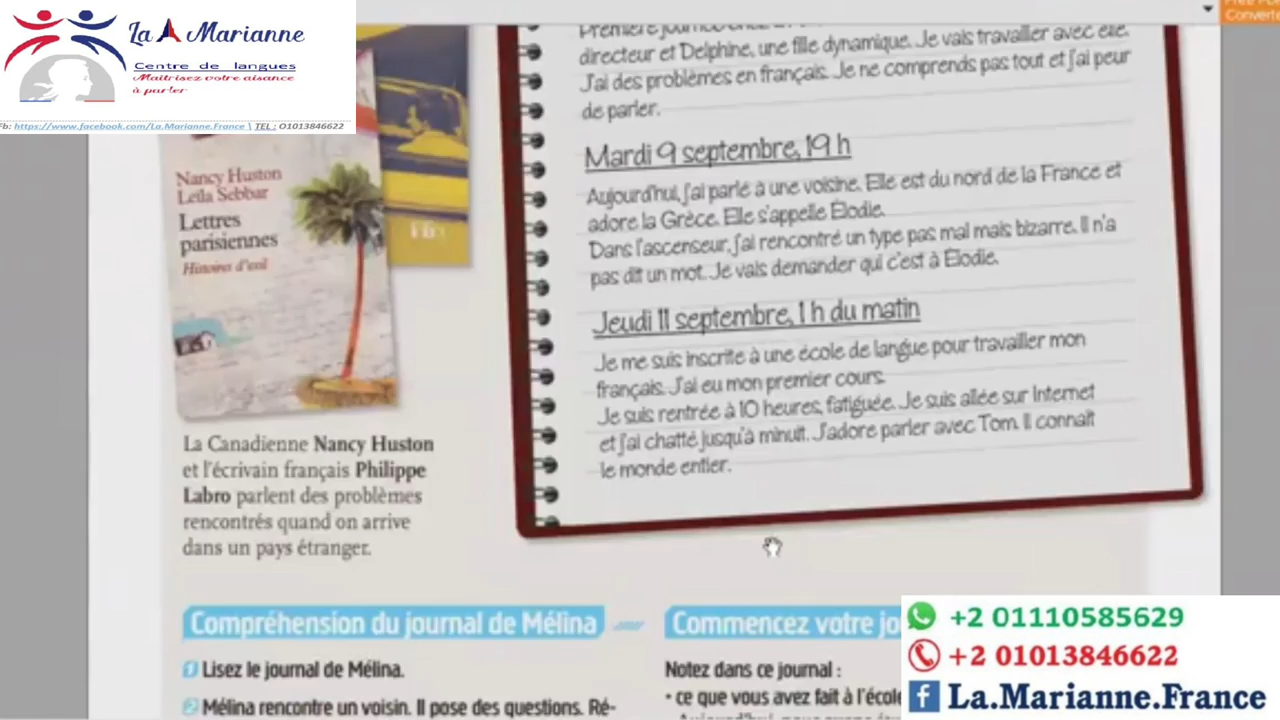 La Marianne
Centre de langues
Maîtrisez votre aisance
à parler
Fb: https://www.facebook.com/La.Marianne.France \ TEL : 01013846622
Converte
directeur et Delphine, une fille dynamique. Je vais travailler avec elle.
J'ai des problèmes en français. Je ne comprends pas tout et j'ai peur
de parler.
Mardi 9 septembre, 19 h
Aujourd'hui, j'ai parlé à une voisine. Elle est du nord de la France et
adore la Grèce. Elle s'appelle Élodie.
Dans l'ascenseur, j'ai rencontré un type pas mal mais bizarre. Il n'a
pas dit un mot. Je vais demander qui c'est à Élodie.
Jeudi 11 septembre, 1 h du matin
Je me suis inscrite à une école de langue pour travailler mon
français. J'ai eu mon premier cours.
Je suis rentrée à 10 heures, fatiguée. Je suis allée sur Internet
et j'ai chatté jusqu'à minuit. J'adore parler avec Tom. Il connaît
le monde entier.
Nancy Huston
Leïla Sebbar
Lettres
parisiennes
Histoires d'exil
La Canadienne Nancy Huston
et l'écrivain français Philippe
Labro parlent des problèmes
rencontrés quand on arrive
dans un pays étranger.
Compréhension du journal de Mélina
1 Lisez le journal de Mélina.
2 Mélina rencontre un voisin. Il pose des questions. Ré-
Commencez votre jo
Notez dans ce journal :
• ce que vous avez fait à l'école
+2 01110585629
+2 01013846622
La.Marianne.France